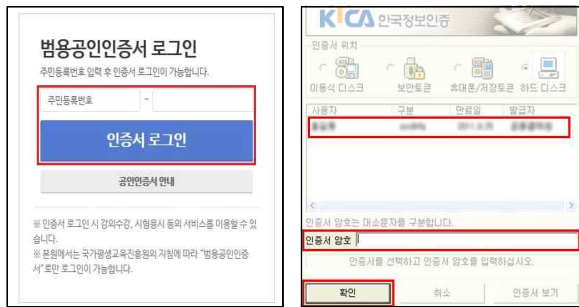 범용공인인증서 로그인
주민등록번호 입력 후 인증서 로그인이 가능합니다.
주민등록번호 -
인증서 로그인
공인인증서 안내
※ 인증서 로그인 시 강의수강, 시험응시 등의 서비스를 이용할 수 있
습니다.
※ 본원에서는 국가평생교육진흥원의 지침에 따라 "범용공인인증
서"로만 로그인이 가능합니다.
KICA 한국정보인증
인증서 위치
이동식 디스크 보안토큰 휴대폰/저장토큰 하드 디스크
사용자 구분 만료일 발급자
인증서 암호는 대소문자를 구분합니다.
인증서 암호
인증서를 선택하고 인증서 암호를 입력하십시오.
확인 취소 인증서 보기